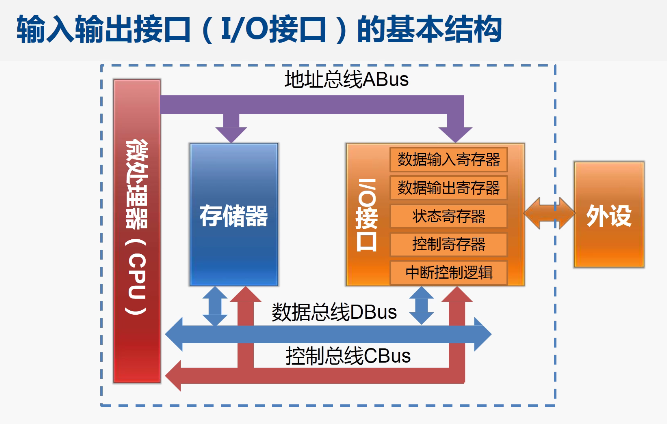 输入输出接口（I/O接口）的基本结构
地址总线ABus
微处理器（CPU）
存储器
I/O接口
数据输入寄存器
数据输出寄存器
状态寄存器
控制寄存器
中断控制逻辑
外设
数据总线DBus
控制总线CBus